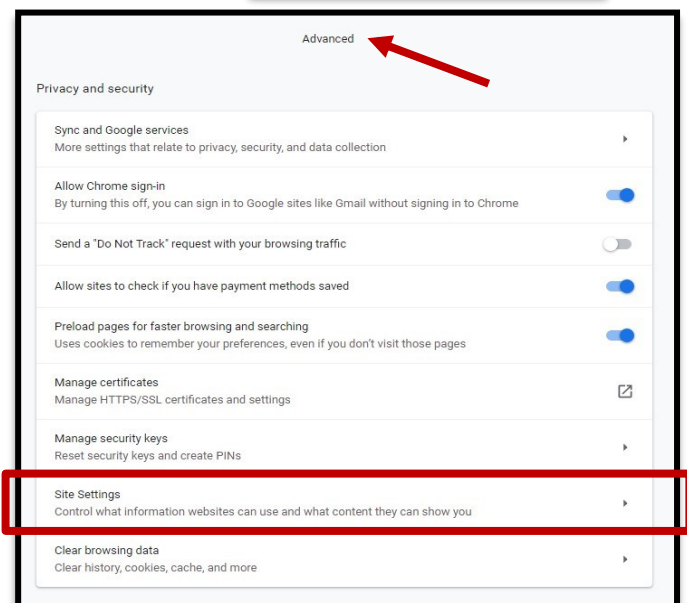 Advanced
Privacy and security
Sync and Google services
More settings that relate to privacy, security, and data collection
Allow Chrome sign-in
By turning this off, you can sign in to Google sites like Gmail without signing in to Chrome
Send a "Do Not Track" request with your browsing traffic
Allow sites to check if you have payment methods saved
Preload pages for faster browsing and searching
Uses cookies to remember your preferences, even if you don't visit those pages
Manage certificates
Manage HTTPS/SSL certificates and settings
Manage security keys
Reset security keys and create PINs
Site Settings
Control what information websites can use and what content they can show you
Clear browsing data
Clear history, cookies, cache, and more